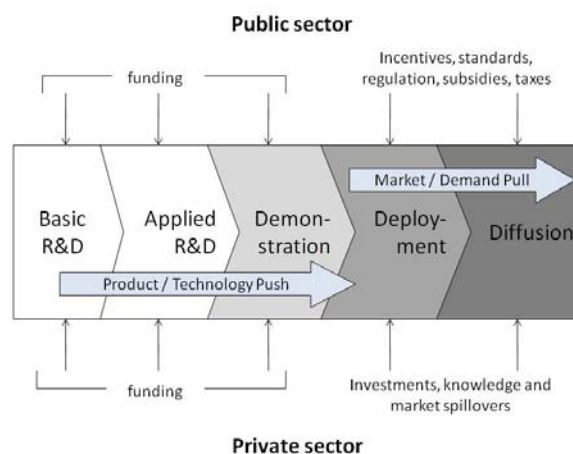 Public sector
funding
Incentives, standards,
regulation, subsidies, taxes
Market / Demand Pull
Basic
R&D
Applied
R&D
Demon-
stration
Deploy-
ment
Diffusion
Product / Technology Push
funding
Investments, knowledge and
market spillovers
Private sector